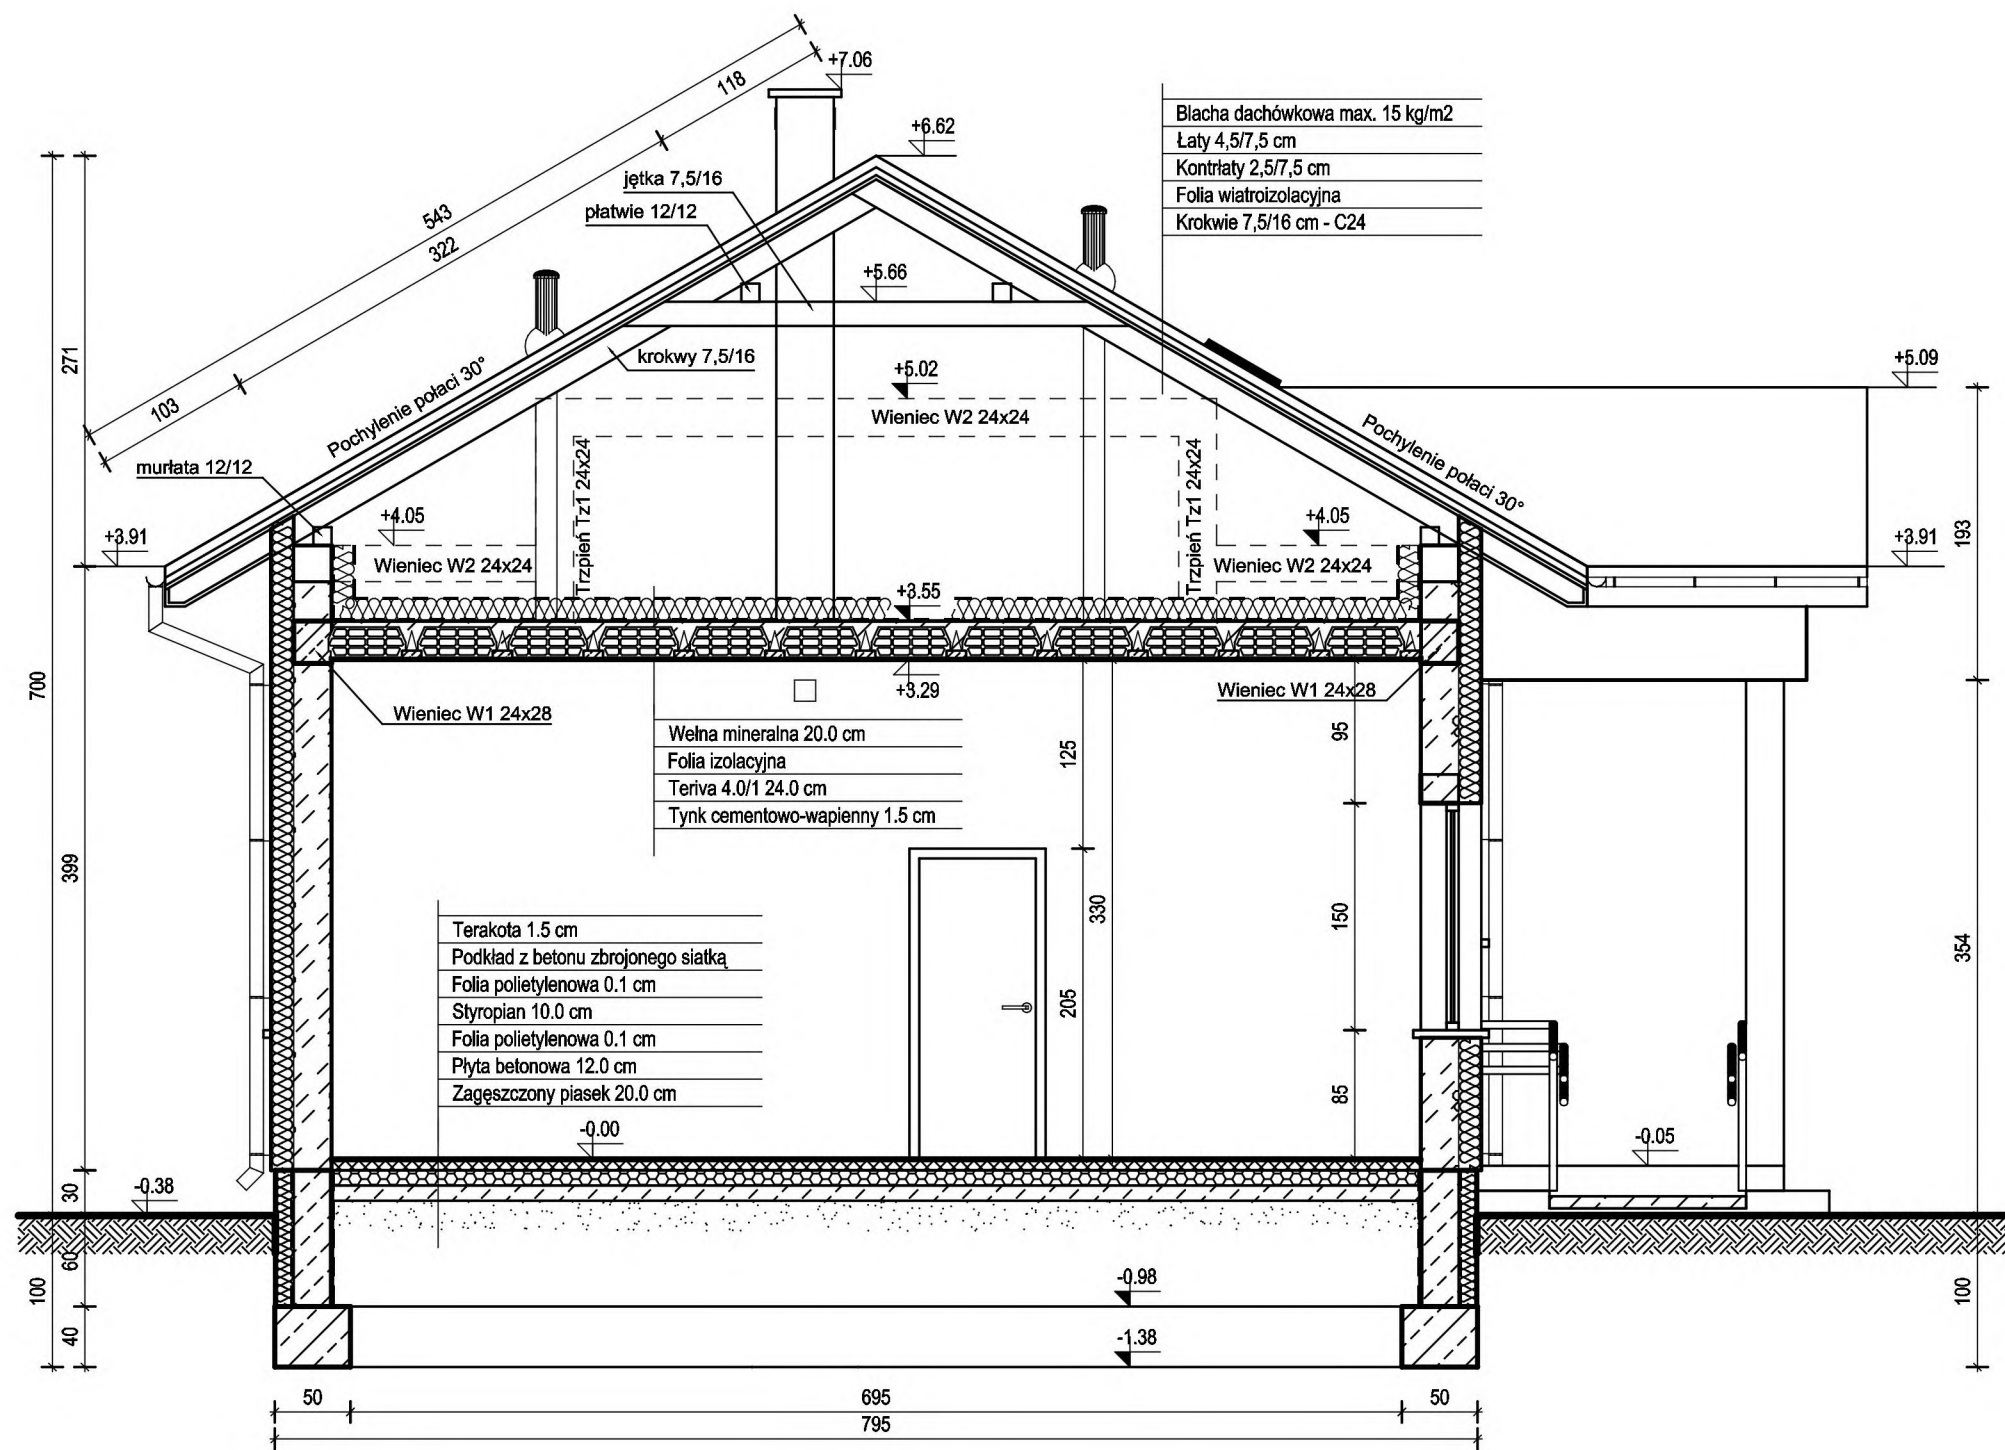 +7.06
118
543
322
103
+6.62
Blacha dachówkowa max. 15 kg/m2
Łaty 4,5/7,5 cm
Kontrłaty 2,5/7,5 cm
Folia wiatroizolacyjna
Krokwie 7,5/16 cm - C24
jętka 7,5/16
płatwie 12/12
+5.66
krokwy 7,5/16
Pochylenie połaci 30°
+5.02
Wieniec W2 24x24
Pochylenie połaci 30°
+5.09
271
murłata 12/12
+4.05
+4.05
+3.91
+3.91
193
Wieniec W2 24x24
Trzpień Tz1 24x24
Trzpień Tz1 24x24
Wieniec W2 24x24
+3.55
+3.29
Wieniec W1 24x28
Wieniec W1 24x28
700
399
Wełna mineralna 20.0 cm
Folia izolacyjna
Teriva 4.0/1 24.0 cm
Tynk cementowo-wapienny 1.5 cm
125
95
330
150
205
85
354
Terakota 1.5 cm
Podkład z betonu zbrojonego siatką
Folia polietylenowa 0.1 cm
Styropian 10.0 cm
Folia polietylenowa 0.1 cm
Płyta betonowa 12.0 cm
Zagęszczony piasek 20.0 cm
-0.00
-0.05
-0.38
30
60
100
40
100
-0.98
-1.38
50
695
50
795